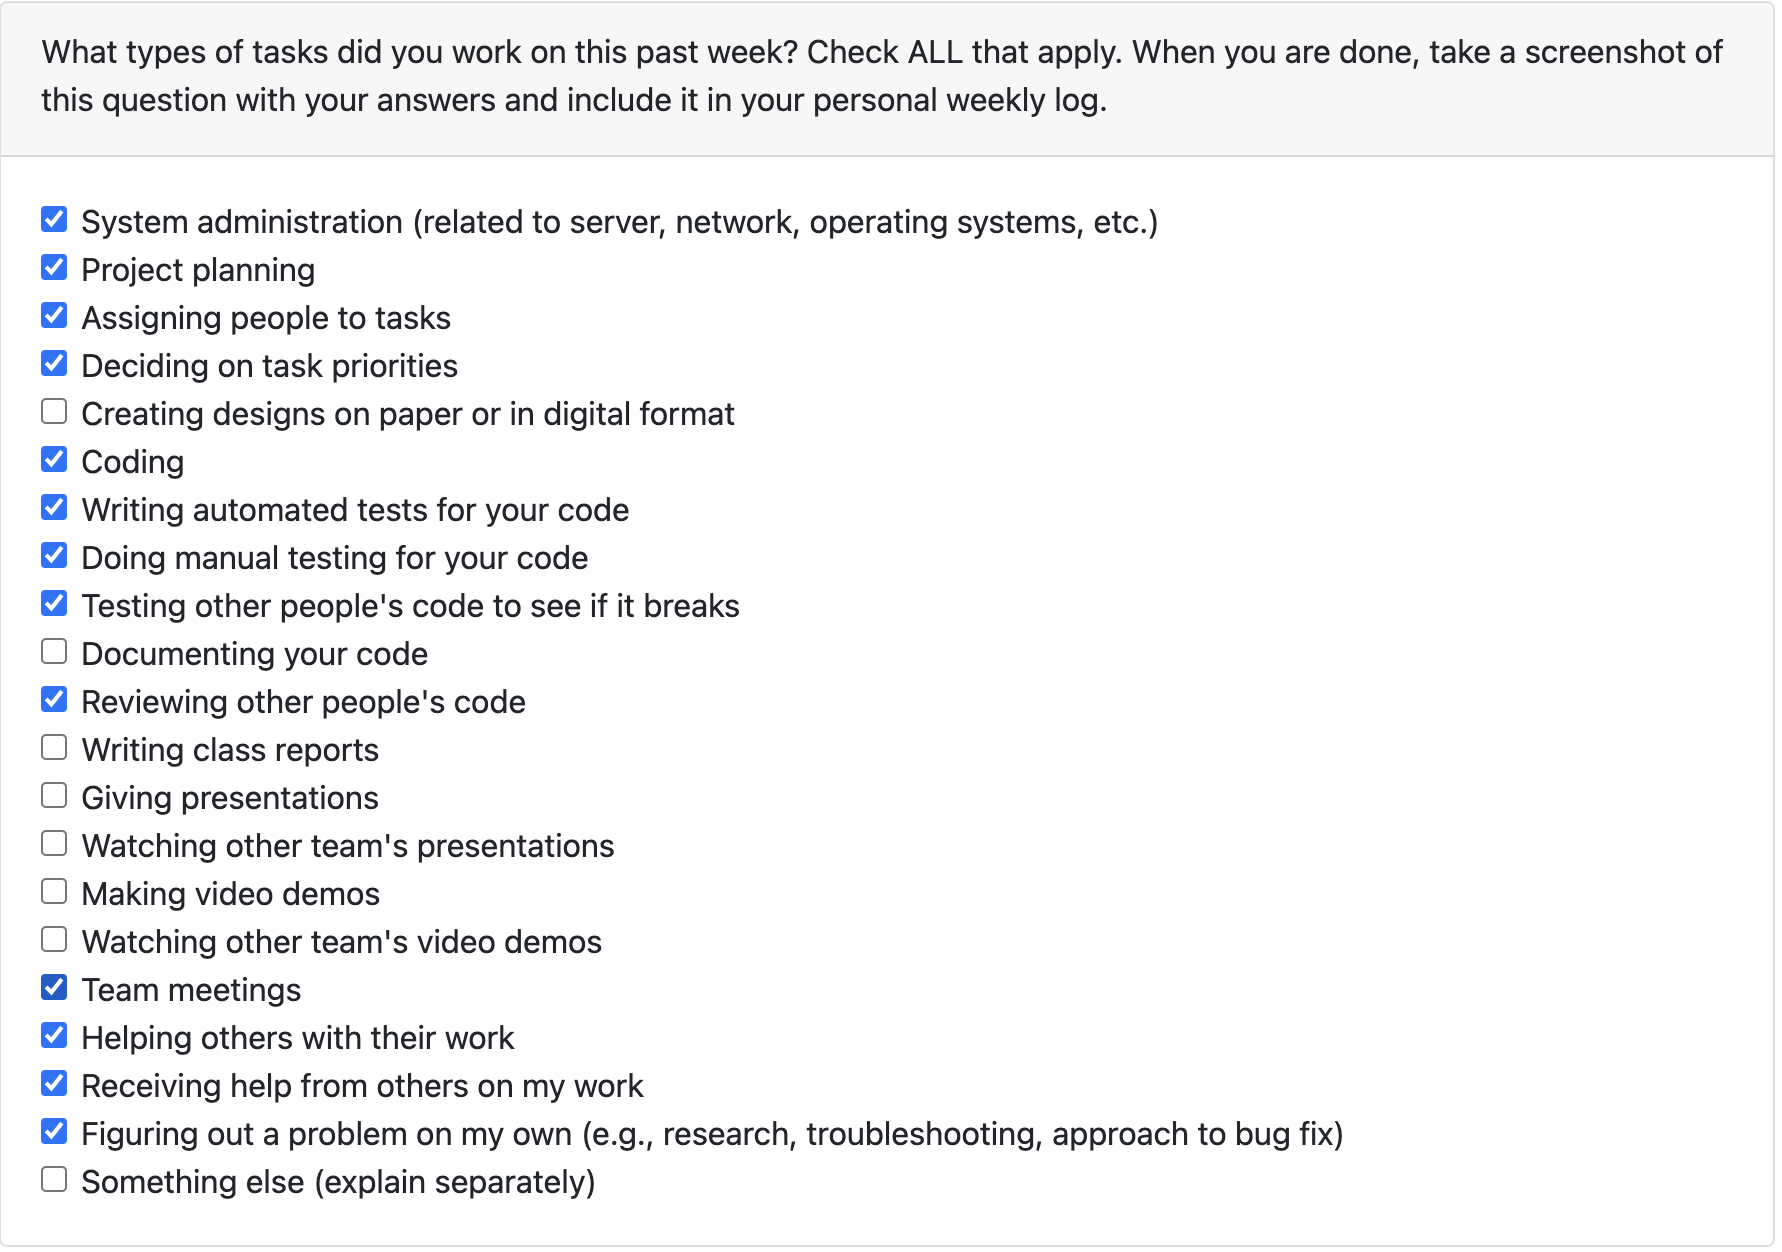 What types of tasks did you work on this past week? Check ALL that apply. When you are done, take a screenshot of
this question with your answers and include it in your personal weekly log.
System administration (related to server, network, operating systems, etc.)
Project planning
Assigning people to tasks
Deciding on task priorities
Creating designs on paper or in digital format
Coding
Writing automated tests for your code
Doing manual testing for your code
Testing other people's code to see if it breaks
Documenting your code
Reviewing other people's code
Writing class reports
Giving presentations
Watching other team's presentations
Making video demos
Watching other team's video demos
Team meetings
Helping others with their work
Receiving help from others on my work
Figuring out a problem on my own (e.g., research, troubleshooting, approach to bug fix)
Something else (explain separately)